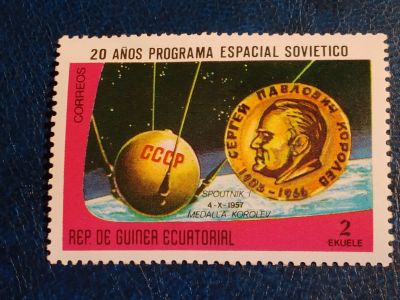 20 AÑOS PROGRAMA ESPACIAL SOVIETICO
CORREOS
CCCP
СЕРГЕЙ ПАВЛОВИЧ КОРОЛЕВ
1906-1966
SPOUTNIK I
4-X-1957
MEDALLA KOROLEV
REP. DE GUINEA ECUATORIAL
2
EKUELE